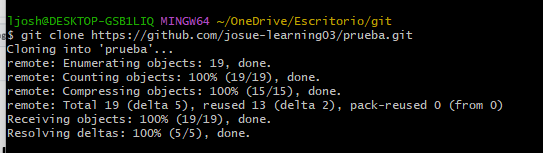 ljosh@DESKTOP-GSB1LIQ MINGW64 ~/OneDrive/Escritorio/git
$ git clone https://github.com/josue-learning03/prueba.git
Cloning into 'prueba'...
remote: Enumerating objects: 19, done.
remote: Counting objects: 100% (19/19), done.
remote: Compressing objects: 100% (15/15), done.
remote: Total 19 (delta 5), reused 13 (delta 2), pack-reused 0 (from 0)
Receiving objects: 100% (19/19), done.
Resolving deltas: 100% (5/5), done.